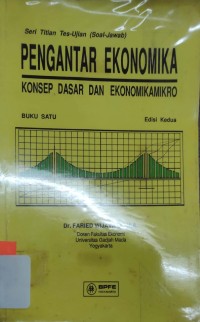 Seri Titian Tes-Ujian (Soal-Jawab)
PENGANTAR EKONOMIKA
KONSEP DASAR DAN EKONOMIKAMIKRO
BUKU SATU
Edisi Kedua
Dr. FARIED
Dosen Fakultas Ekonomi
Universitas Gadjah Mada
Yogyakarta
BPFE